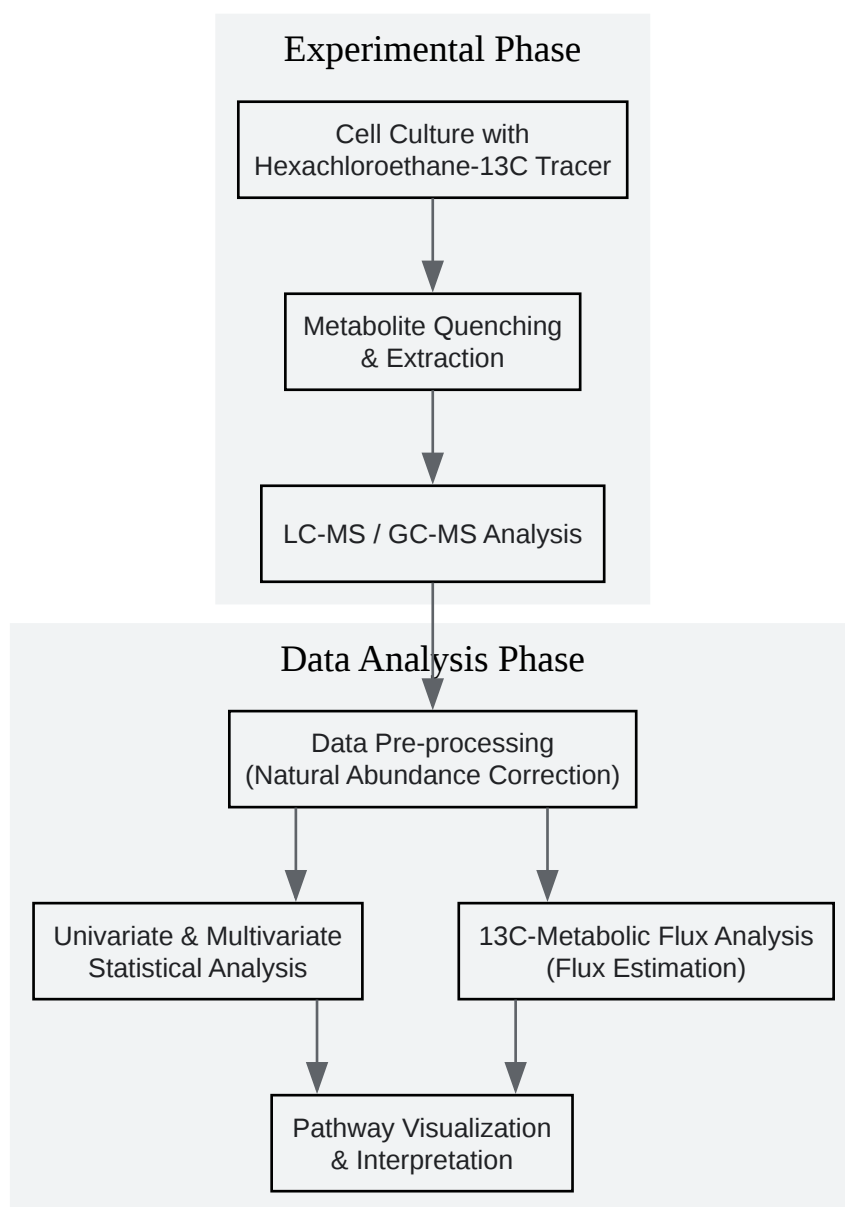 Experimental Phase
Cell Culture with
Hexachloroethane-13C Tracer
Metabolite Quenching
& Extraction
LC-MS / GC-MS Analysis
Data Analysis Phase
Data Pre-processing
(Natural Abundance Correction)
Univariate & Multivariate
Statistical Analysis
13C-Metabolic Flux Analysis
(Flux Estimation)
Pathway Visualization
& Interpretation